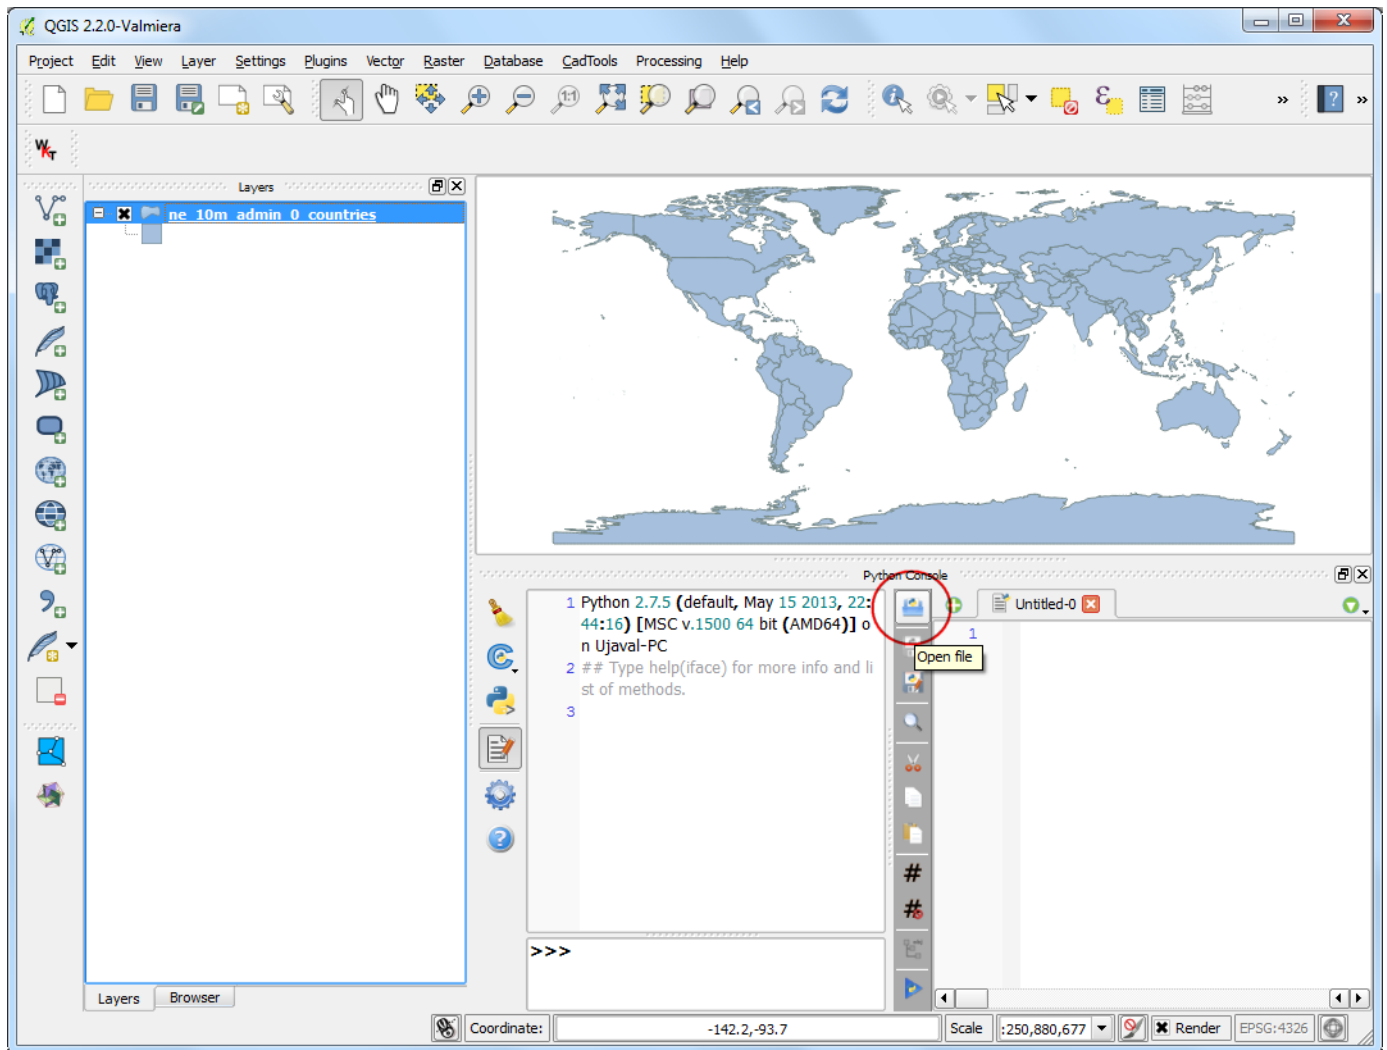 QGIS 2.2.0-Valmiera
Project Edit View Layer Settings Plugins Vector Raster Database CadTools Processing Help
1:1
ε
?
»
»
WKT
Layers
ne_10m_admin_0_countries
Python Console
1 Python 2.7.5 (default, May 15 2013, 22:
44:16) [MSC v.1500 64 bit (AMD64)] o
n Ujaval-PC
2 ## Type help(iface) for more info and li
st of methods.
3
Untitled-0
1
Open file
#
#
>>>
Layers Browser
Coordinate: -142.2,-93.7 Scale :250,880,677 Render EPSG:4326